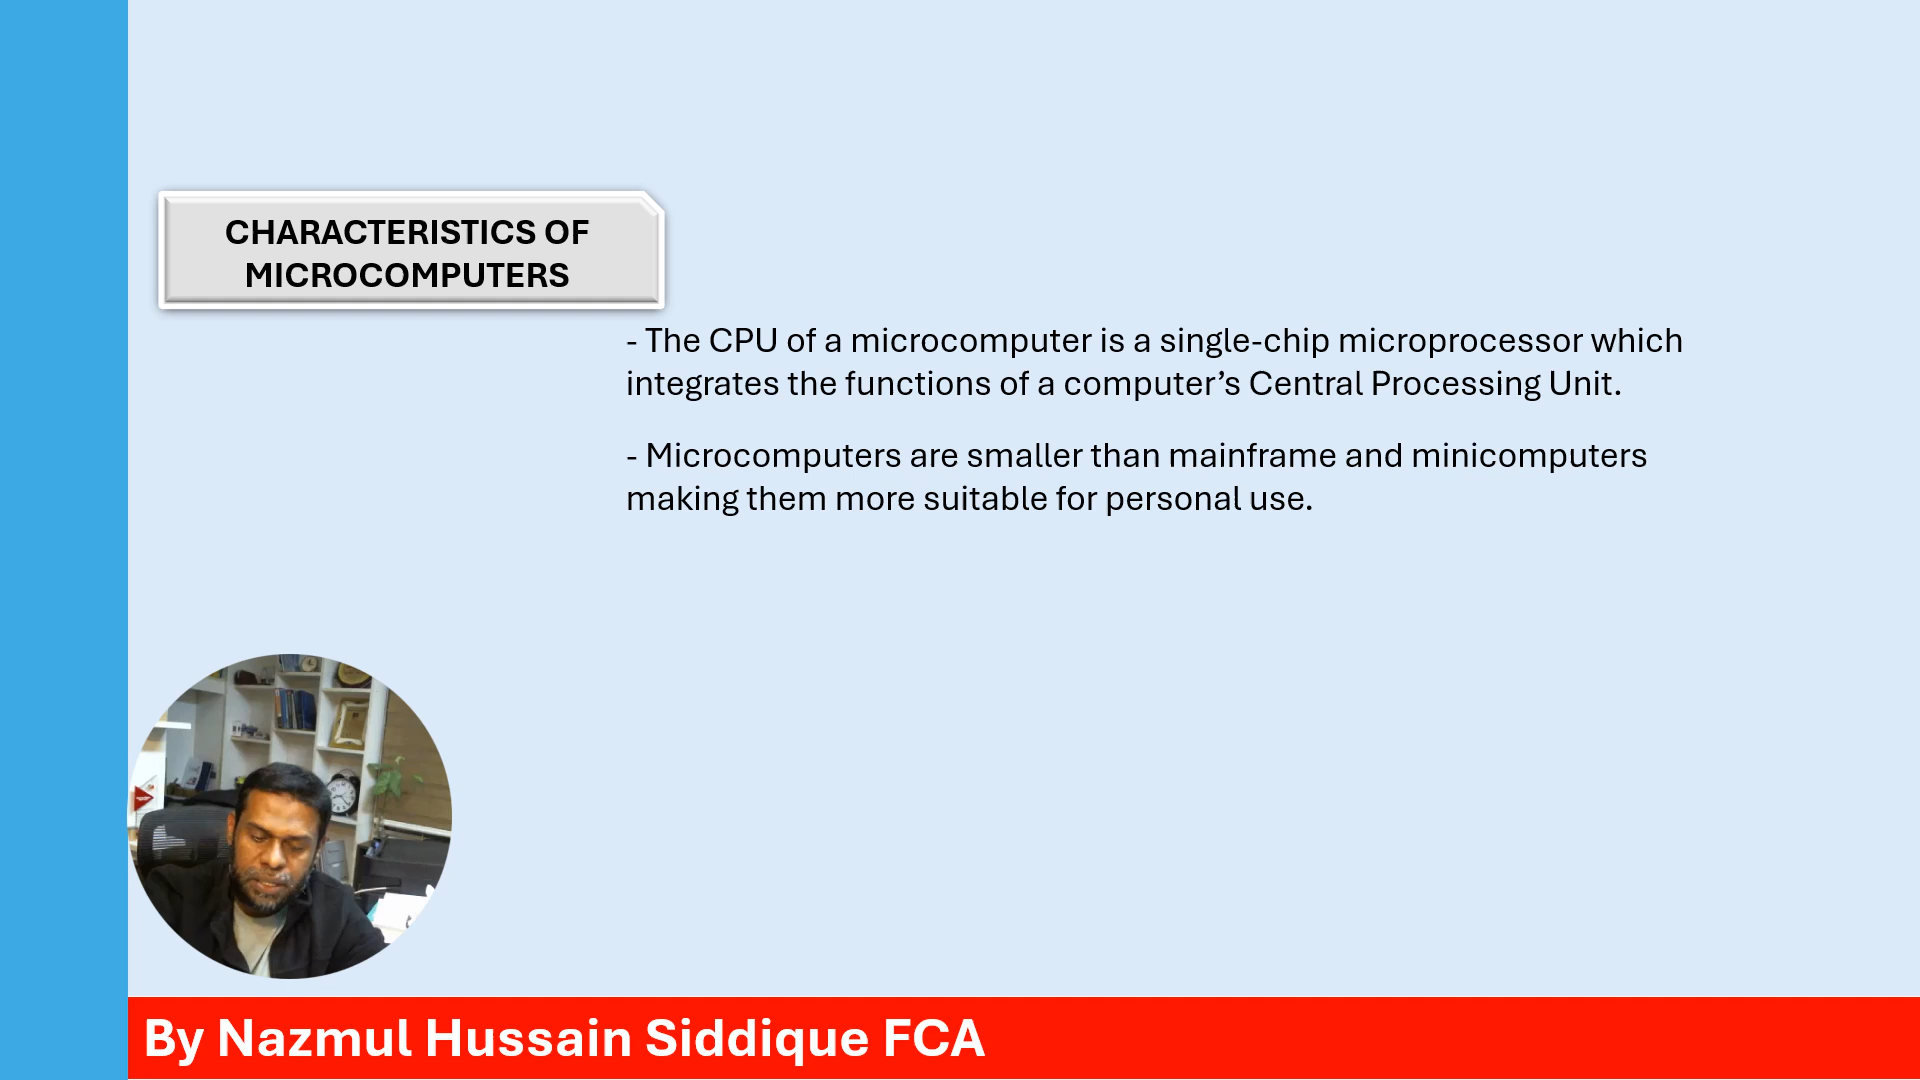 CHARACTERISTICS OF
MICROCOMPUTERS
- The CPU of a microcomputer is a single-chip microprocessor which
integrates the functions of a computer’s Central Processing Unit.
- Microcomputers are smaller than mainframe and minicomputers
making them more suitable for personal use.
By Nazmul Hussain Siddique FCA